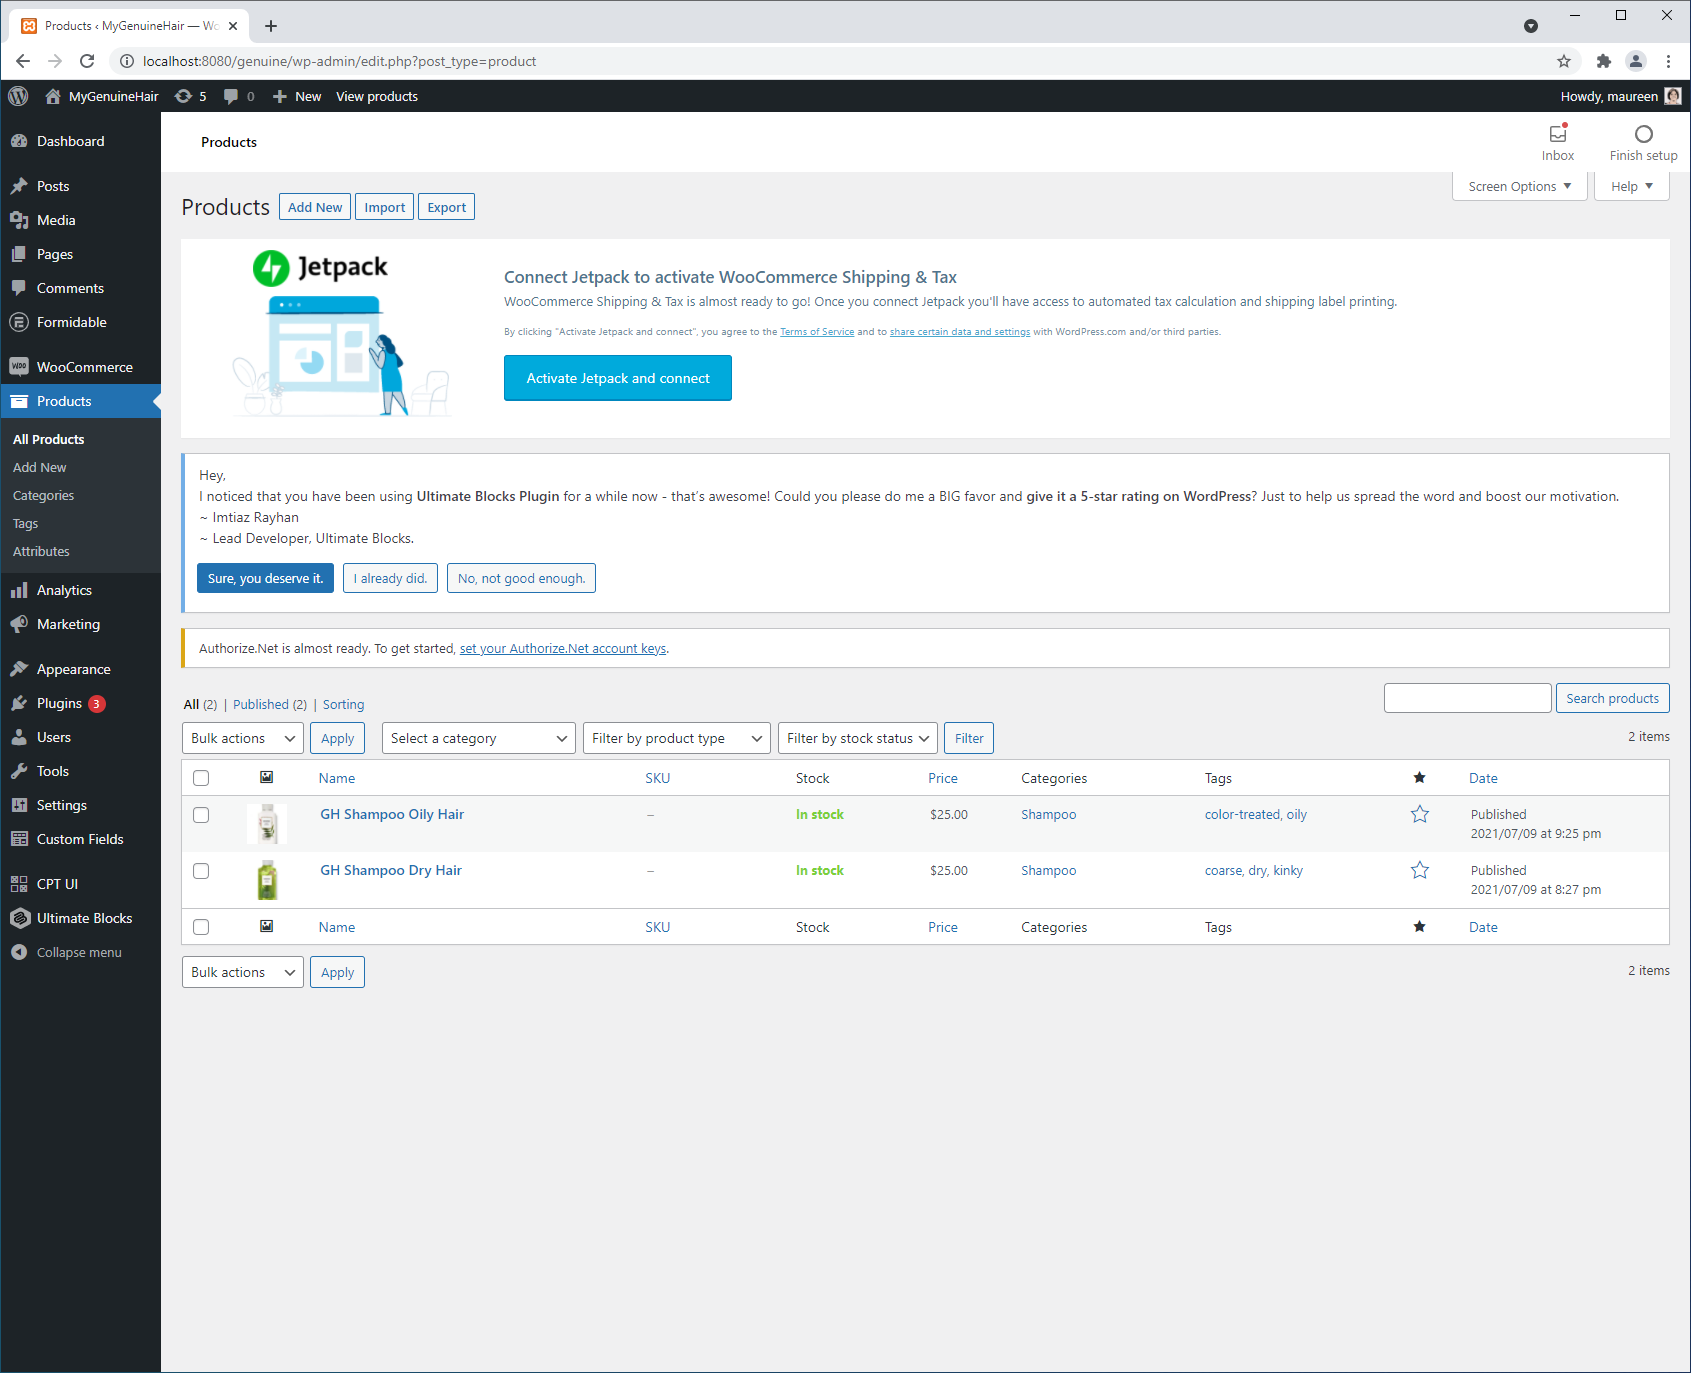 Products ‹ MyGenuineHair — Wo
localhost:8080/genuine/wp-admin/edit.php?post_type=product
MyGenuineHair 5 0 New View products Howdy, maureen
Dashboard
Posts
Media
Pages
Comments
Formidable
WooCommerce
Products
All Products
Add New
Categories
Tags
Attributes
Analytics
Marketing
Appearance
Plugins 3
Users
Tools
Settings
Custom Fields
CPT UI
Ultimate Blocks
Collapse menu
Products
Inbox
Finish setup
Screen Options
Help
Products Add New Import Export
Jetpack
Connect Jetpack to activate WooCommerce Shipping & Tax
WooCommerce Shipping & Tax is almost ready to go! Once you connect Jetpack you'll have access to automated tax calculation and shipping label printing.
By clicking "Activate Jetpack and connect", you agree to the Terms of Service and to share certain data and settings with WordPress.com and/or third parties.
Activate Jetpack and connect
Hey,
I noticed that you have been using Ultimate Blocks Plugin for a while now - that's awesome! Could you please do me a BIG favor and give it a 5-star rating on WordPress? Just to help us spread the word and boost our motivation.
~ Imtiaz Rayhan
~ Lead Developer, Ultimate Blocks.
Sure, you deserve it. I already did. No, not good enough.
Authorize.Net is almost ready. To get started, set your Authorize.Net account keys.
All (2) | Published (2) | Sorting
Search products
Bulk actions Apply Select a category Filter by product type Filter by stock status Filter
2 items
Name SKU Stock Price Categories Tags Date
GH Shampoo Oily Hair – In stock $25.00 Shampoo color-treated, oily Published
2021/07/09 at 9:25 pm
GH Shampoo Dry Hair – In stock $25.00 Shampoo coarse, dry, kinky Published
2021/07/09 at 8:27 pm
Name SKU Stock Price Categories Tags Date
Bulk actions Apply
2 items